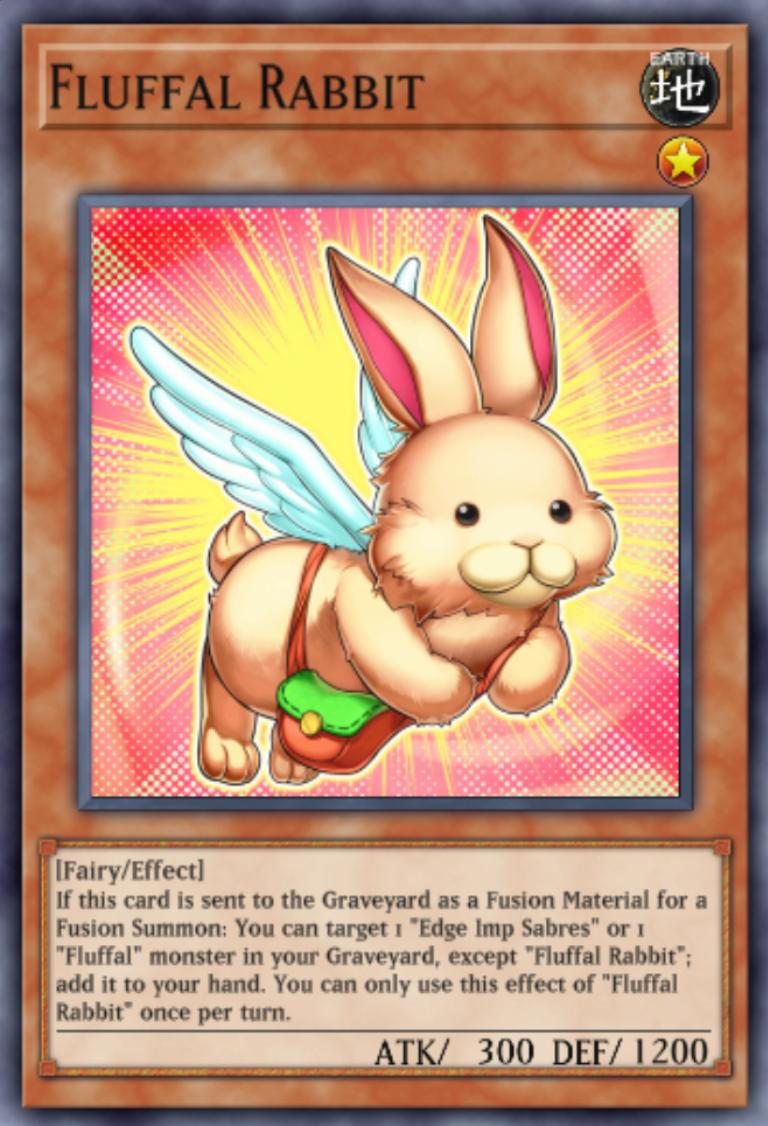 Fluffal Rabbit
EARTH
地
[Fairy/Effect]
If this card is sent to the Graveyard as a Fusion Material for a
Fusion Summon: You can target 1 "Edge Imp Sabres" or 1
"Fluffal" monster in your Graveyard, except "Fluffal Rabbit";
add it to your hand. You can only use this effect of "Fluffal
Rabbit" once per turn.
ATK/ 300 DEF/ 1200